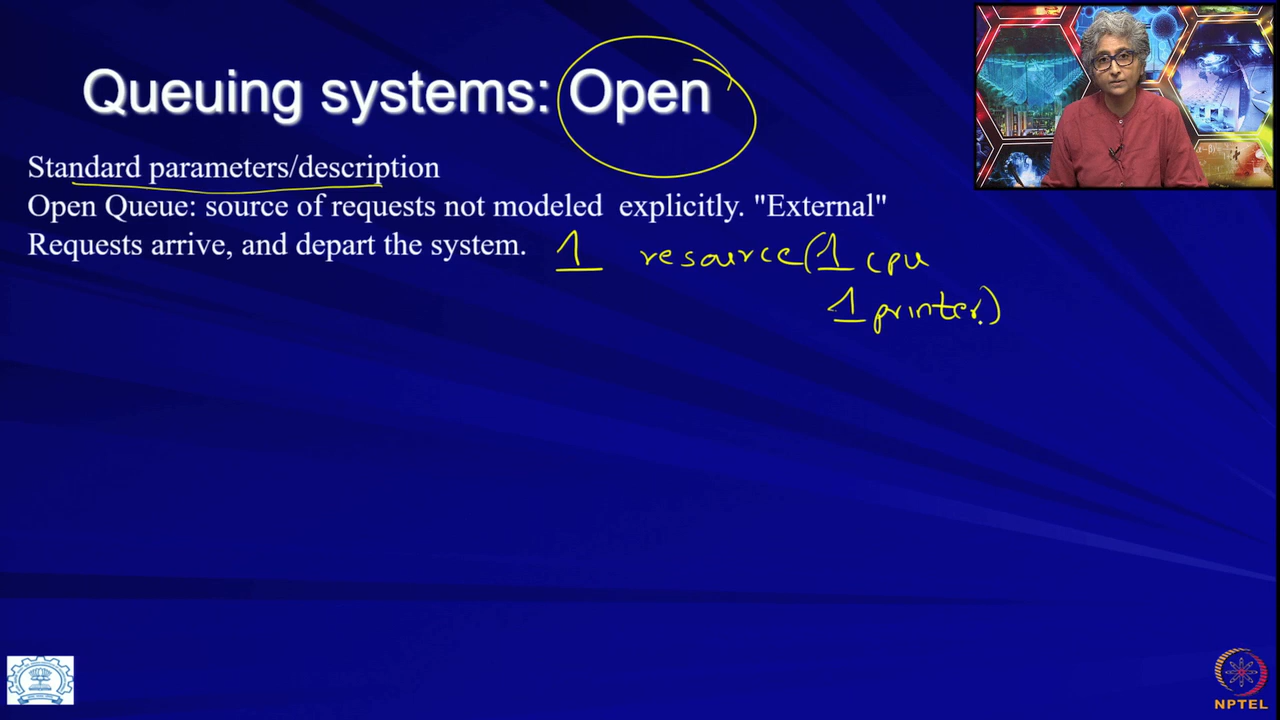 Queuing systems: Open
Standard parameters/description
Open Queue: source of requests not modeled explicitly. "External"
Requests arrive, and depart the system.
1 resource (1 cpu
1 printer.)
NPTEL